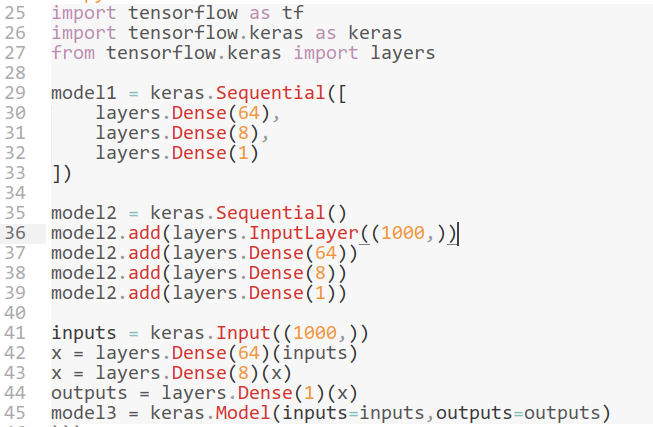 25 import tensorflow as tf
26 import tensorflow.keras as keras
27 from tensorflow.keras import layers
28
29 model1 = keras.Sequential([
30     layers.Dense(64),
31     layers.Dense(8),
32     layers.Dense(1)
33 ])
34
35 model2 = keras.Sequential()
36 model2.add(layers.InputLayer((1000,))
37 model2.add(layers.Dense(64))
38 model2.add(layers.Dense(8))
39 model2.add(layers.Dense(1))
40
41 inputs = keras.Input((1000,))
42 x = layers.Dense(64)(inputs)
43 x = layers.Dense(8)(x)
44 outputs = layers.Dense(1)(x)
45 model3 = keras.Model(inputs=inputs,outputs=outputs)